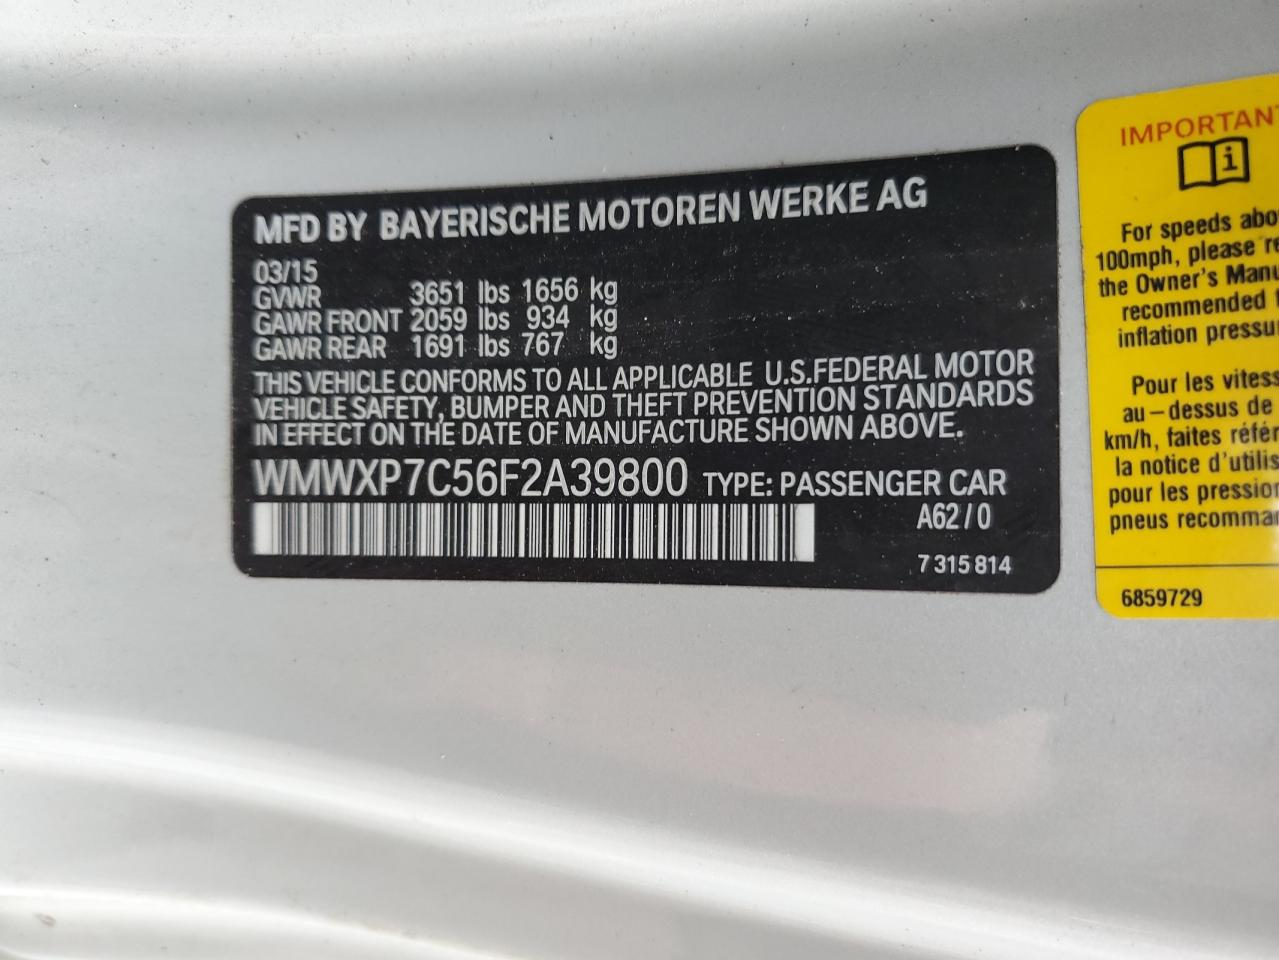 MFD BY BAYERISCHE MOTOREN WERKE AG
03/15
GVWR 3651 lbs 1656 kg
GAWR FRONT 2059 lbs 934 kg
GAWR REAR 1691 lbs 767 kg
THIS VEHICLE CONFORMS TO ALL APPLICABLE U.S.FEDERAL MOTOR
VEHICLE SAFETY, BUMPER AND THEFT PREVENTION STANDARDS
IN EFFECT ON THE DATE OF MANUFACTURE SHOWN ABOVE.
WMWXP7C56F2A39800 TYPE: PASSENGER CAR
A62/0
7 315 814
IMPORTANT
i
For speeds abo
100mph, please re
the Owner's Manu
recommended
inflation pressu
Pour les vitess
au-dessus de
km/h, faites référ
la notice d'utilis
pour les pression
pneus recomma
6859729